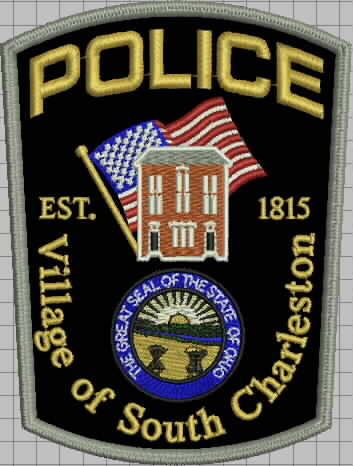 POLICE
EST. 1815
THE GREAT SEAL OF THE STATE OF OHIO
Village of South Charleston